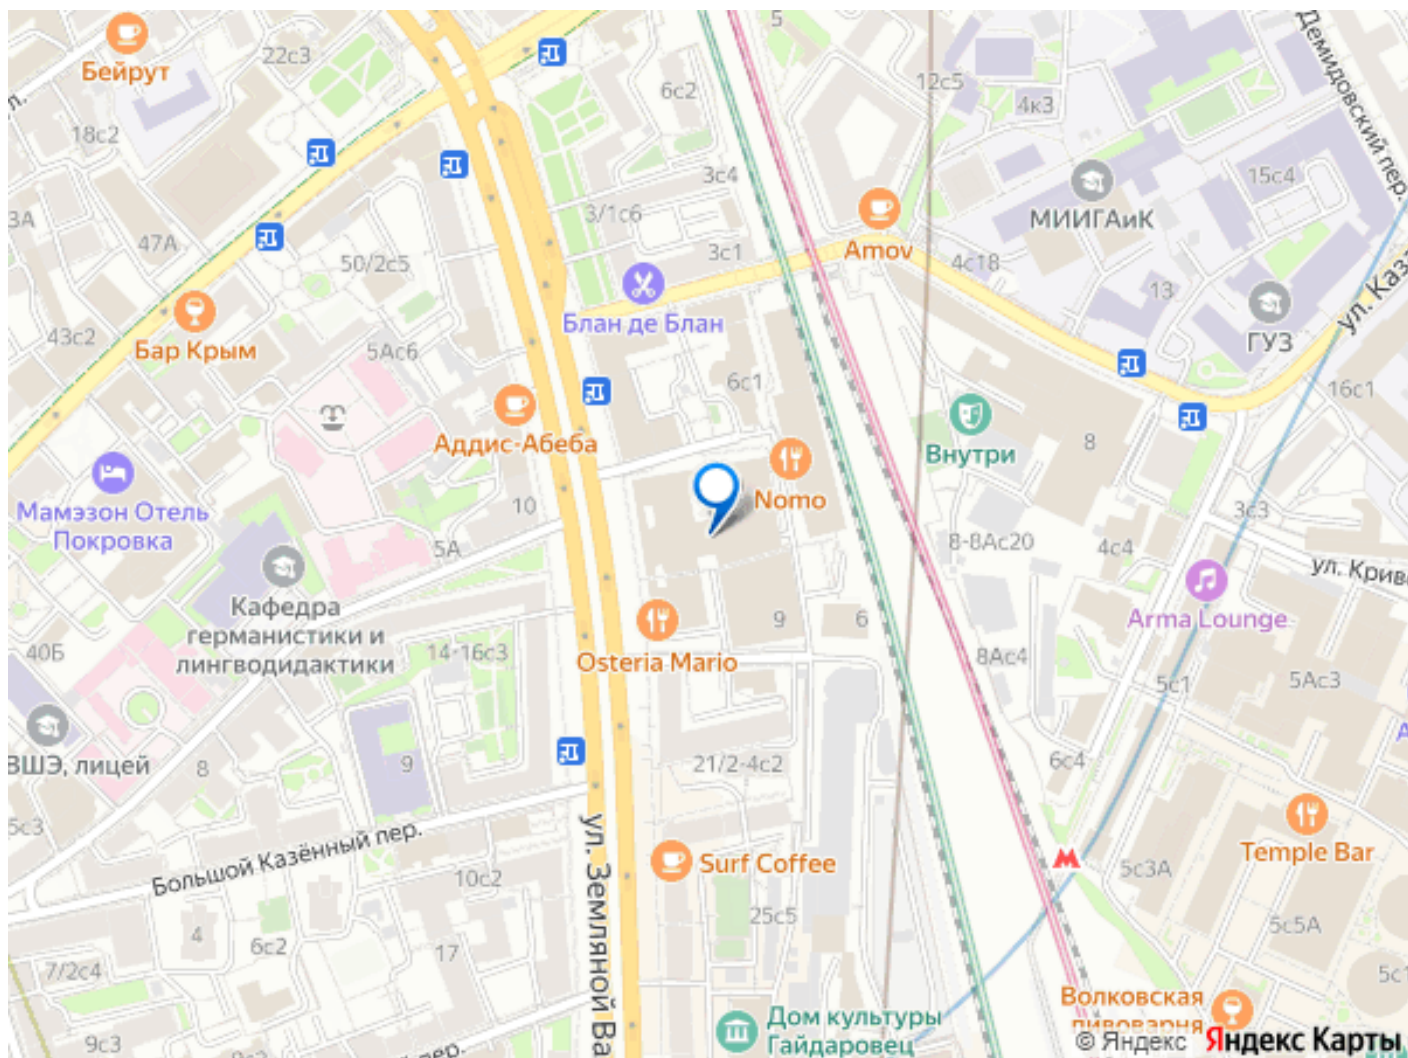 5
Бейрут
22с3
6с2
12с5
4к3
Демидовский пер.
ул.
18с2
3с4
15с4
МИИГАиК
3А
47А
3/1с6
3с1
Amov
4с18
50/2с5
13
ул. Каза
43с2
Бар Крым
5Ас6
Блан де Блан
ГУЗ
6с1
16с1
Аддис-Абеба
Внутри
8
Мамэзон Отель
Покровка
10
Nomo
3с3
5А
8-8Ас20
4с4
ул. Криво
Кафедра
германистики и
лингводидактики
9
6
Arma Lounge
40Б
14-16с3
Osteria Mario
8Ас4
5с1
5Ас3
ВШЭ, лицей
8
9
21/2-4с2
6с4
А
5с3
Большой Казённый пер.
ул. Земляной Ва
Surf Coffee
М
5с3А
Temple Bar
10с2
25с5
5с5А
4
6с2
17
7/2с4
5с1
Волковская
пивоварня
Дом культуры
Гайдаровец
9с3
пер.
© Яндекс Яндекс Карты